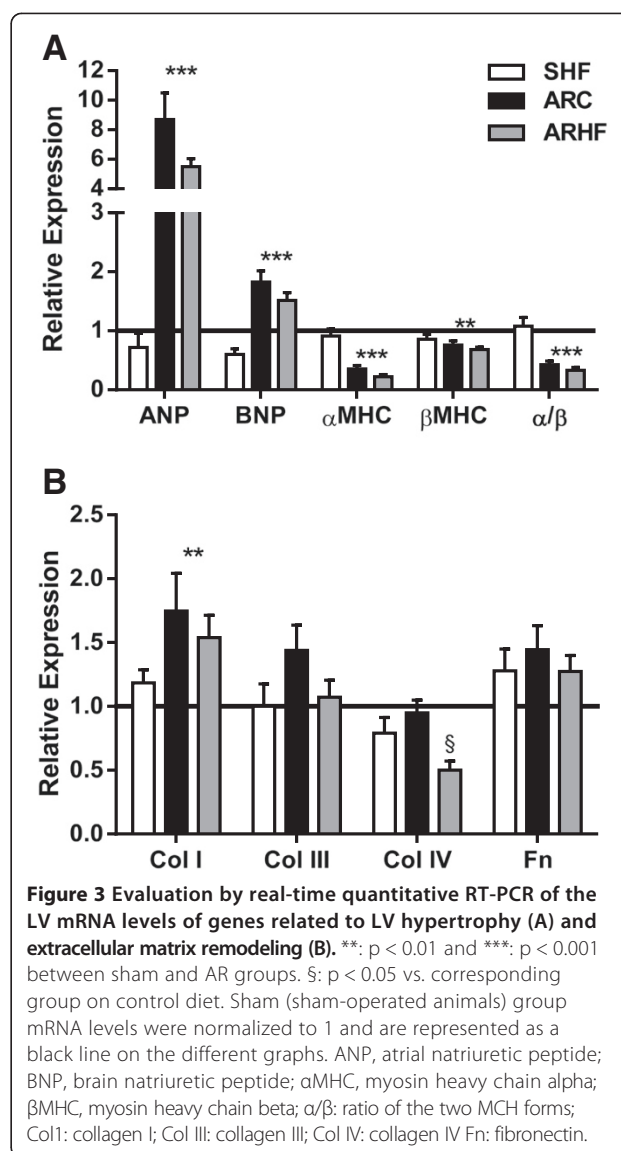 A
SHF
ARC
ARHF
Relative Expression
12
10
8
6
4
3
2
1
0
***
***
***
**
***
ANP BNP αMHC βMHC α/β
B
Relative Expression
2.5
2.0
1.5
1.0
0.5
0.0
**
§
Col I Col III Col IV Fn
Figure 3 Evaluation by real-time quantitative RT-PCR of the
LV mRNA levels of genes related to LV hypertrophy (A) and
extracellular matrix remodeling (B). **: p < 0.01 and ***: p < 0.001
between sham and AR groups. §: p < 0.05 vs. corresponding
group on control diet. Sham (sham-operated animals) group
mRNA levels were normalized to 1 and are represented as a
black line on the different graphs. ANP, atrial natriuretic peptide;
BNP, brain natriuretic peptide; αMHC, myosin heavy chain alpha;
βMHC, myosin heavy chain beta; α/β: ratio of the two MCH forms;
Col1: collagen I; Col III: collagen III; Col IV: collagen IV Fn: fibronectin.